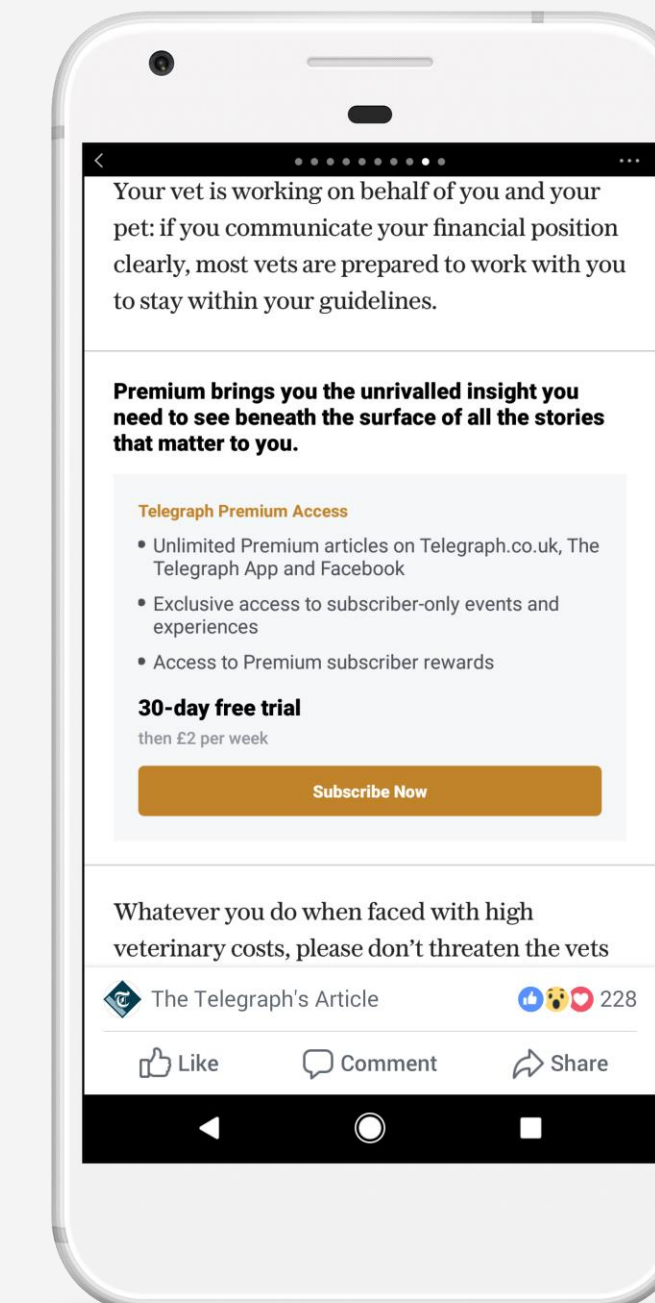 Your vet is working on behalf of you and your
pet: if you communicate your financial position
clearly, most vets are prepared to work with you
to stay within your guidelines.
Premium brings you the unrivalled insight you
need to see beneath the surface of all the stories
that matter to you.
Telegraph Premium Access
• Unlimited Premium articles on Telegraph.co.uk, The
Telegraph App and Facebook
• Exclusive access to subscriber-only events and
experiences
• Access to Premium subscriber rewards
30-day free trial
then £2 per week
Subscribe Now
Whatever you do when faced with high
veterinary costs, please don’t threaten the vets
The Telegraph's Article 228
Like Comment Share